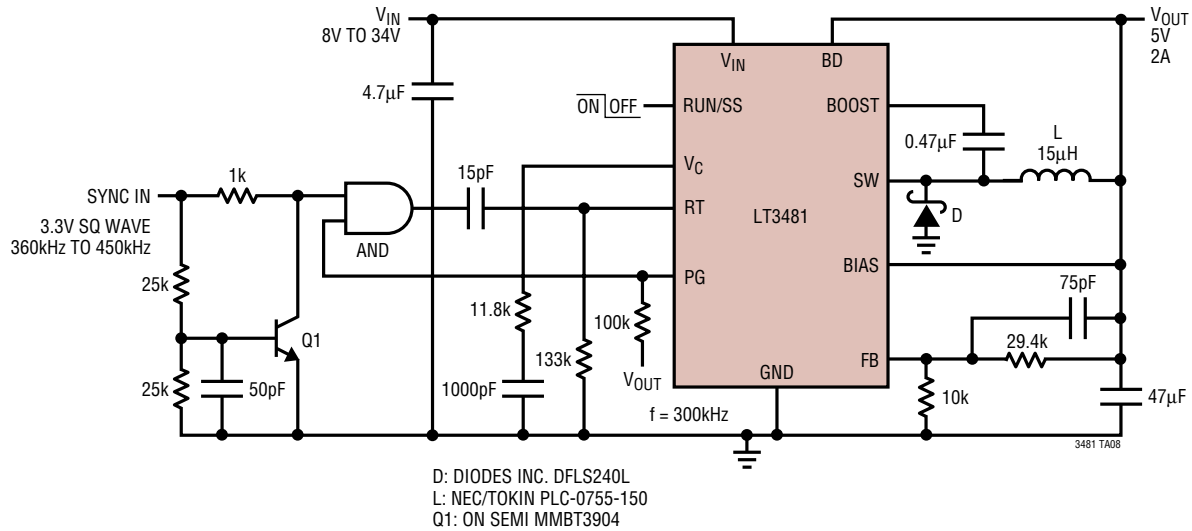 VIN
8V TO 34V
VOUT
5V
2A
4.7µF
VIN
BD
ON OFF
RUN/SS
BOOST
0.47µF
L
15µH
VC
15pF
1k
SYNC IN
3.3V SQ WAVE
360kHz TO 450kHz
AND
RT
LT3481
SW
D
PG
BIAS
25k
11.8k
100k
75pF
Q1
133k
VOUT
29.4k
FB
25k
50pF
1000pF
GND
10k
47µF
f = 300kHz
3481 TA08
D: DIODES INC. DFLS240L
L: NEC/TOKIN PLC-0755-150
Q1: ON SEMI MMBT3904